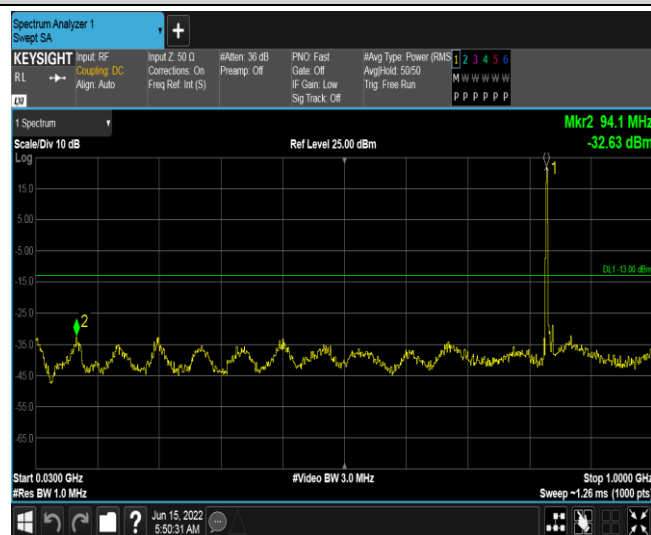 Spectrum Analyzer 1
Swept SA
+
KEYSIGHT
RL
LXI
Input: RF
Coupling: DC
Align: Auto
Input Z: 50 Ω
Corrections: On
Freq Ref: Int (S)
#Atten: 36 dB
Preamp: Off
PNO: Fast
Gate: Off
IF Gain: Low
Sig Track: Off
#Avg Type: Power (RMS
Avg|Hold: 50/50
Trig: Free Run
1 2 3 4 5 6
M W W W W W
P P P P P P
1 Spectrum
Mkr2 94.1 MHz
Scale/Div 10 dB
Ref Level 25.00 dBm
-32.63 dBm
Log
1
15.0
5.00
-5.00
DL1 -13.00 dBm
-15.0
-25.0
2
-35.0
-45.0
-55.0
-65.0
Start 0.0300 GHz
#Video BW 3.0 MHz
Stop 1.0000 GHz
#Res BW 1.0 MHz
Sweep ~1.26 ms (1000 pts)
?
Jun 15, 2022
5:50:31 AM